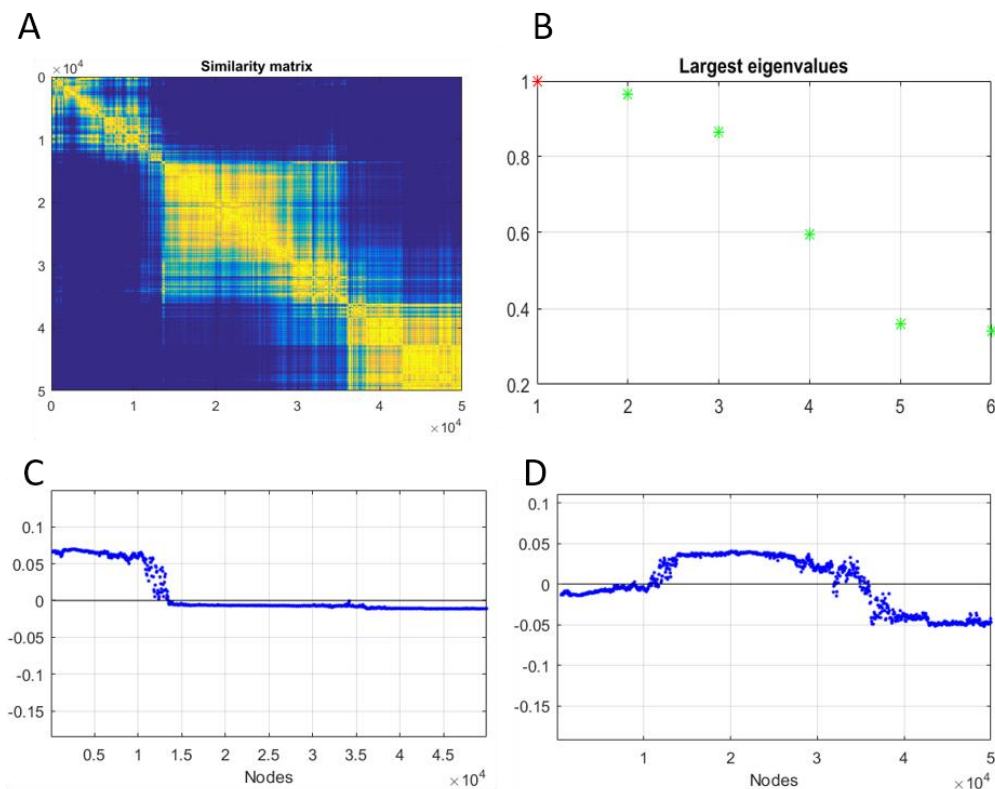 A
B
Similarity matrix
×10⁴
0
1
2
3
4
5
0 1 2 3 4 5
×10⁴
Largest eigenvalues
1
0.8
0.6
0.4
0.2
1 2 3 4 5 6
C
D
0.1
0.05
0
-0.05
-0.1
-0.15
0.5 1 1.5 2 2.5 3 3.5 4 4.5
Nodes
×10⁴
0.1
0.05
0
-0.05
-0.1
-0.15
1 2 3 4 5
Nodes
×10⁴